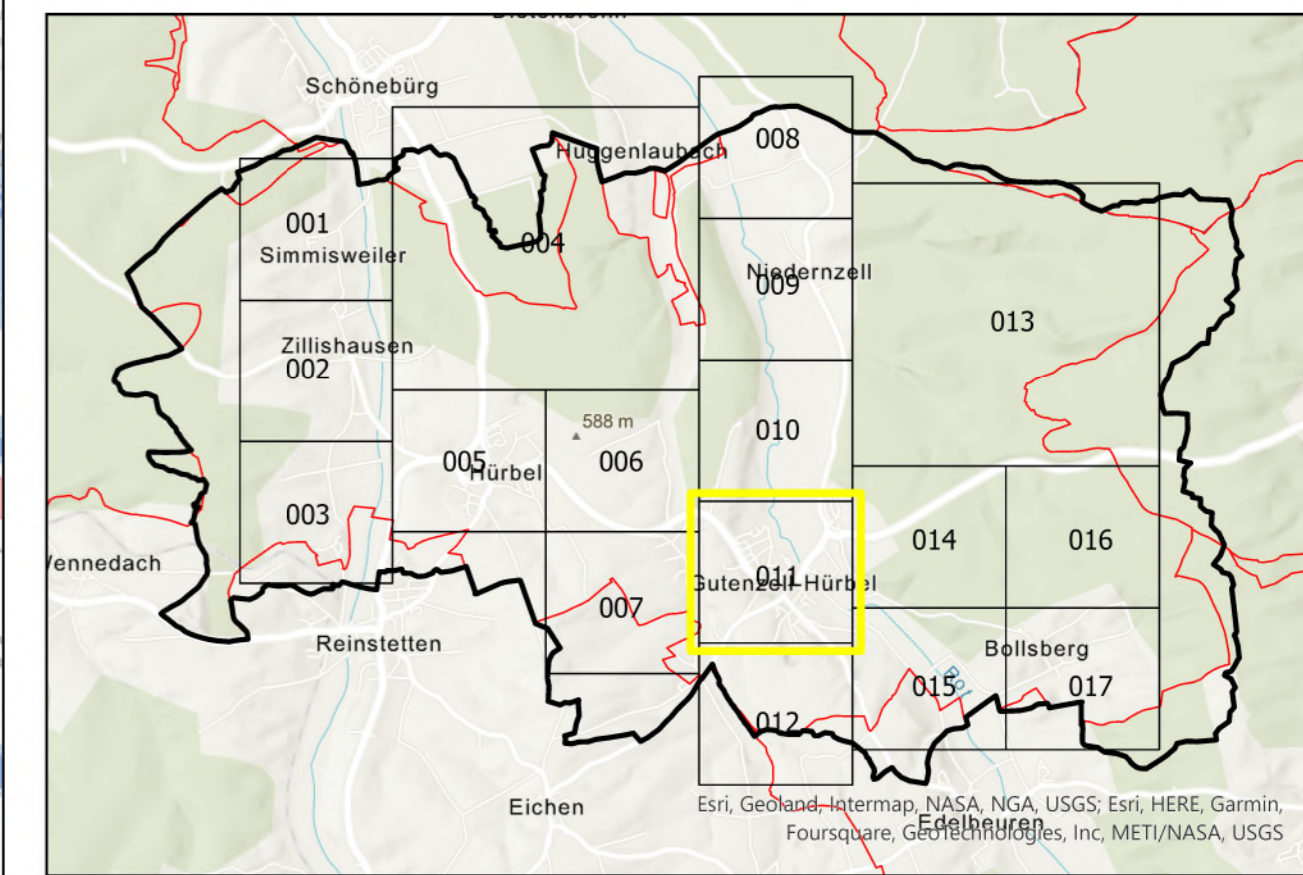 Schönebürg
008
Huggenlaubach
001
004
Simmisweiler
Niedernzell
009
013
Zillishausen
002
588 m
010
005
Hürbel
006
003
014
016
Wennedach
011
Gutenzell-Hürbel
007
Reinstetten
Bollsberg
015
Rot
017
012
Eichen
Esri, Geoland, Intermap, NASA, NGA, USGS; Esri, HERE, Garmin,
Edelbeuren
Foursquare, GeoTechnologies, Inc, METI/NASA, USGS